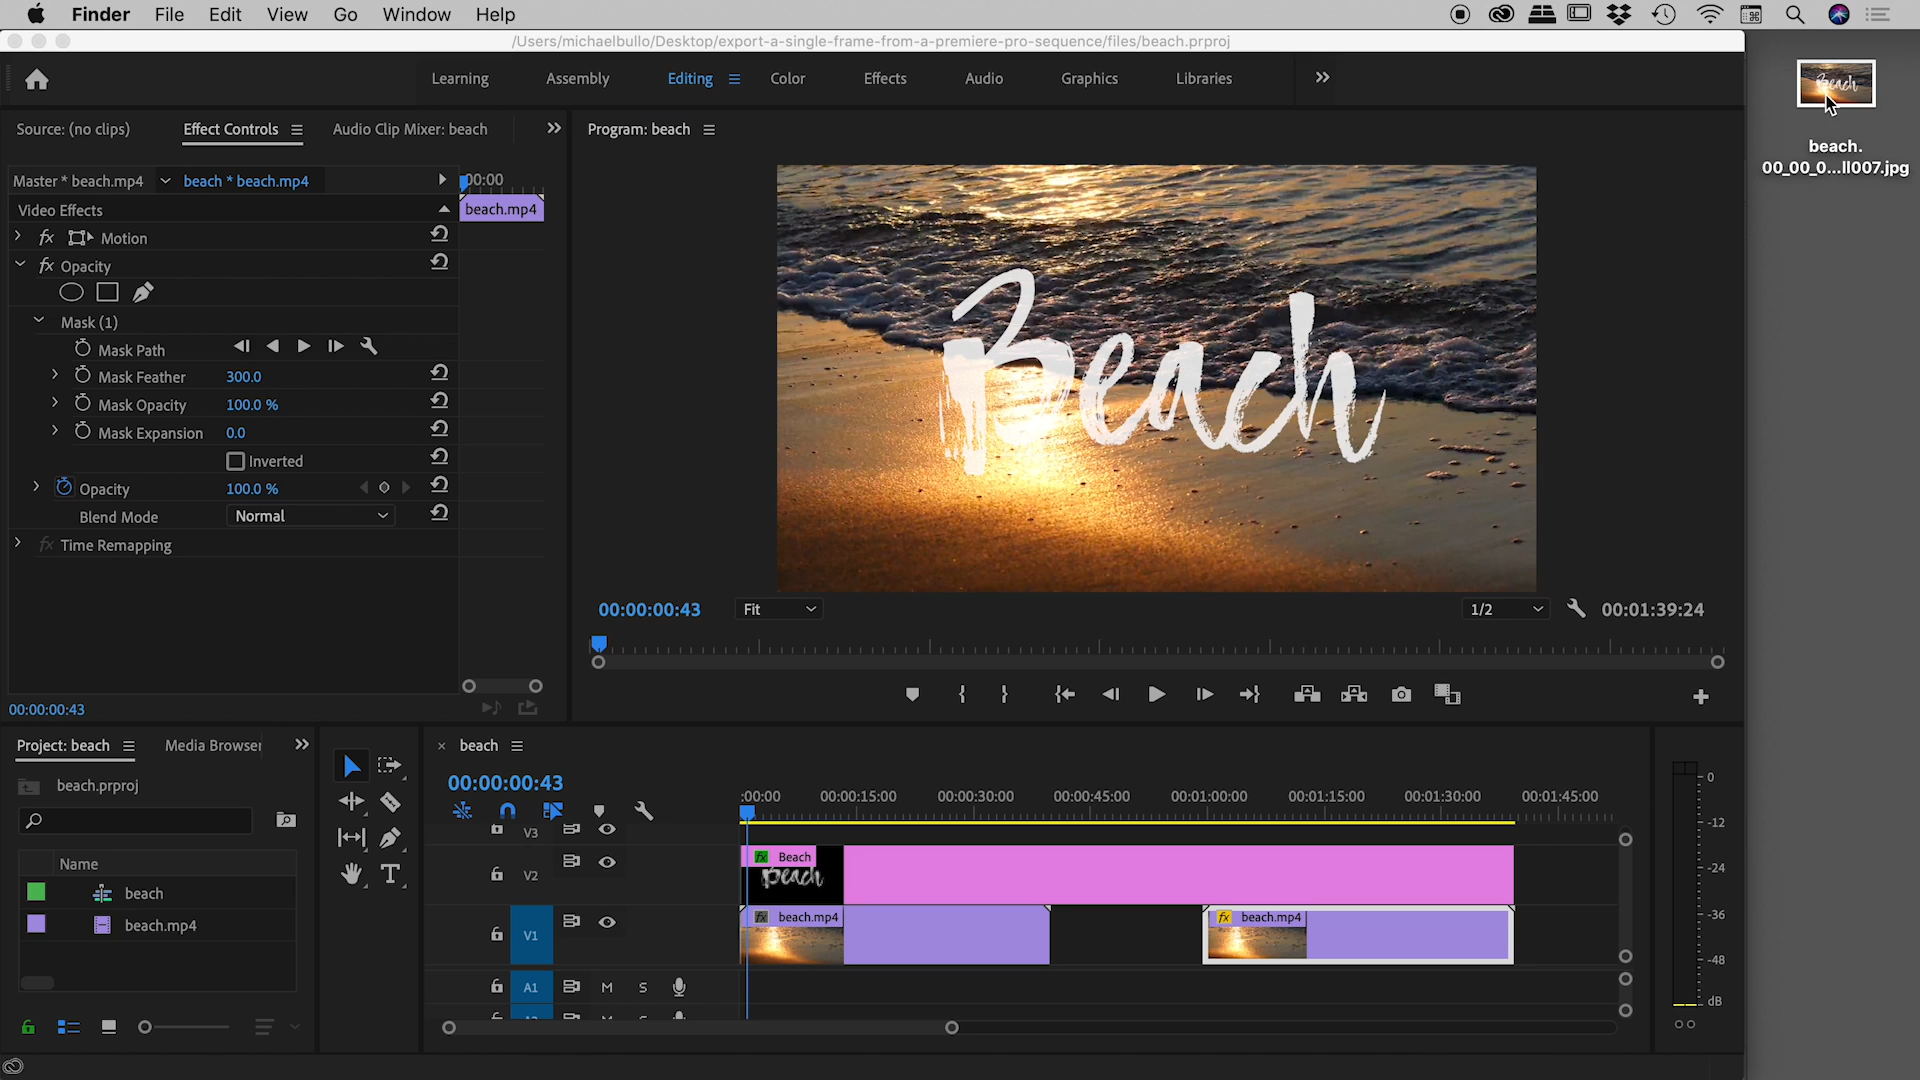 Finder File Edit View Go Window Help
/Users/michaelbullo/Desktop/export-a-single-frame-from-a-premiere-pro-sequence/files/beach.prproj
Learning Assembly Editing Color Effects Audio Graphics Libraries
Source: (no clips) Effect Controls Audio Clip Mixer: beach
Program: beach
Beach
beach.
00_00_0...ll007.jpg
Master * beach.mp4 beach * beach.mp4 :00:00
Video Effects beach.mp4
fx Motion
fx Opacity
Mask (1)
Mask Path
Mask Feather 300.0
Mask Opacity 100.0 %
Mask Expansion 0.0
Inverted
Opacity 100.0 %
Blend Mode Normal
fx Time Remapping
00:00:00:43
Beach
00:00:00:43 Fit 1/2 00:01:39:24
Project: beach Media Browser
beach.prproj
Name
beach
beach.mp4
beach
00:00:00:43
:00:00 00:00:15:00 00:00:30:00 00:00:45:00 00:01:00:00 00:01:15:00 00:01:30:00 00:01:45:00
V3
V2 fx Beach
Beach
V1 fx beach.mp4 fx beach.mp4
A1 M S
0
-12
-24
-36
-48
dB